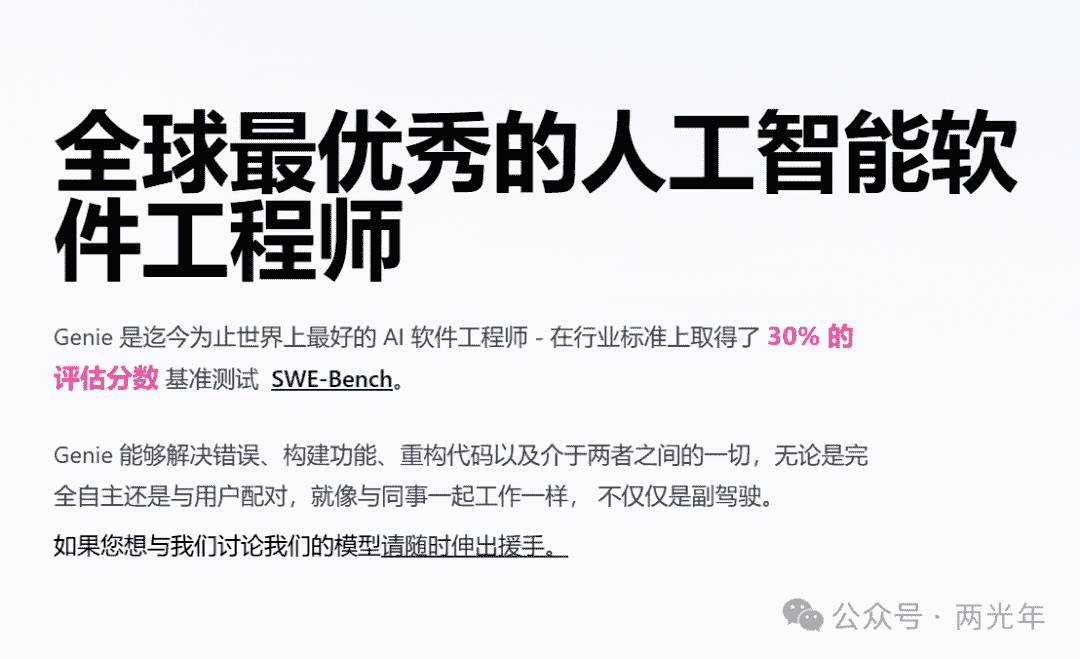 全球最优秀的人工智能软
件工程师
Genie 是迄今为止世界上最好的 AI 软件工程师 - 在行业标准上取得了 30% 的
评估分数 基准测试 SWE-Bench。
Genie 能够解决错误、构建功能、重构代码以及介于两者之间的一切，无论是完
全自主还是与用户配对，就像与同事一起工作一样， 不仅仅是副驾驶。
如果您想与我们讨论我们的模型请随时伸出援手。
公众号 · 两光年